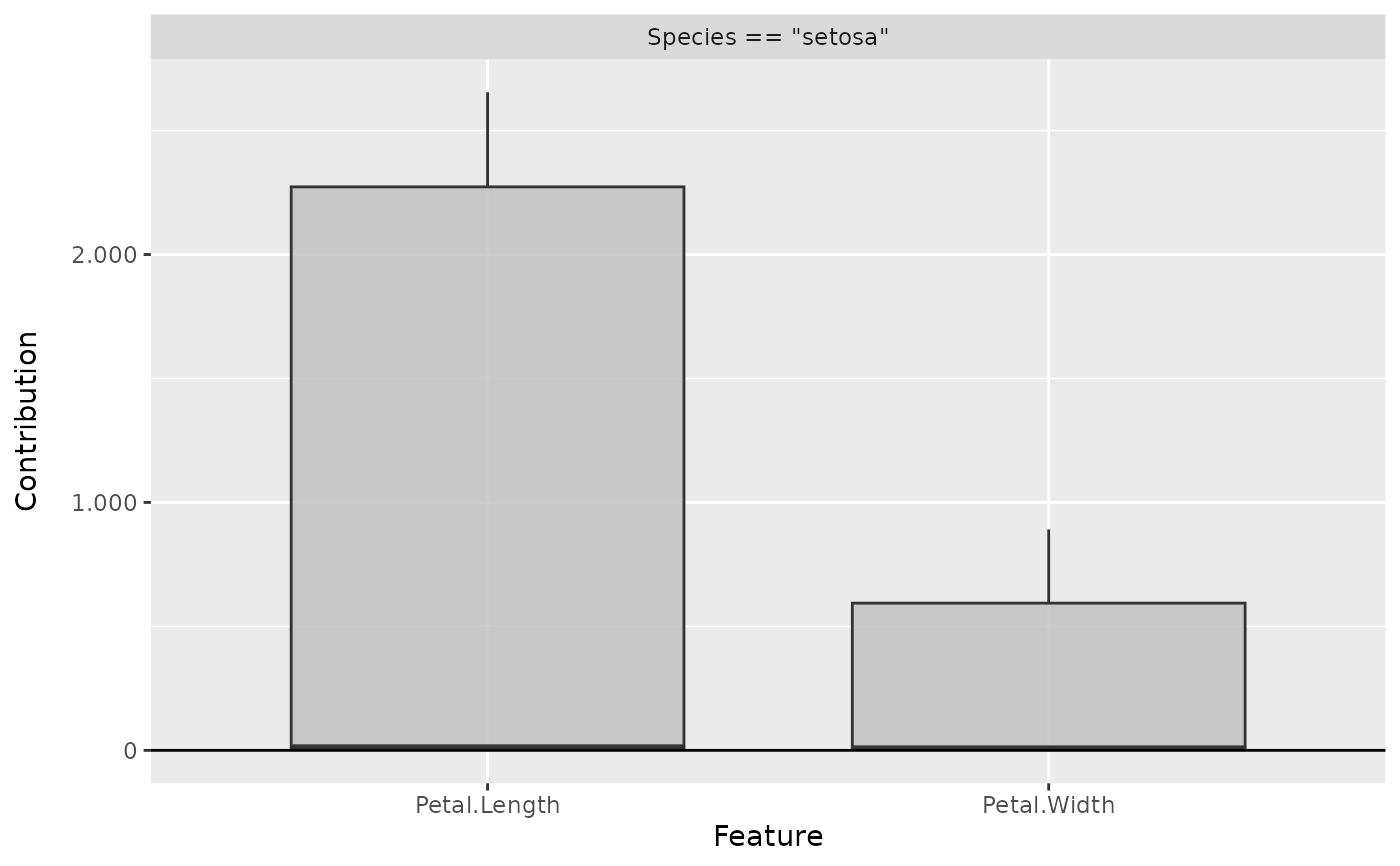 Species == "setosa"
Contribution
2.000
1.000
0
Petal.Length
Petal.Width
Feature